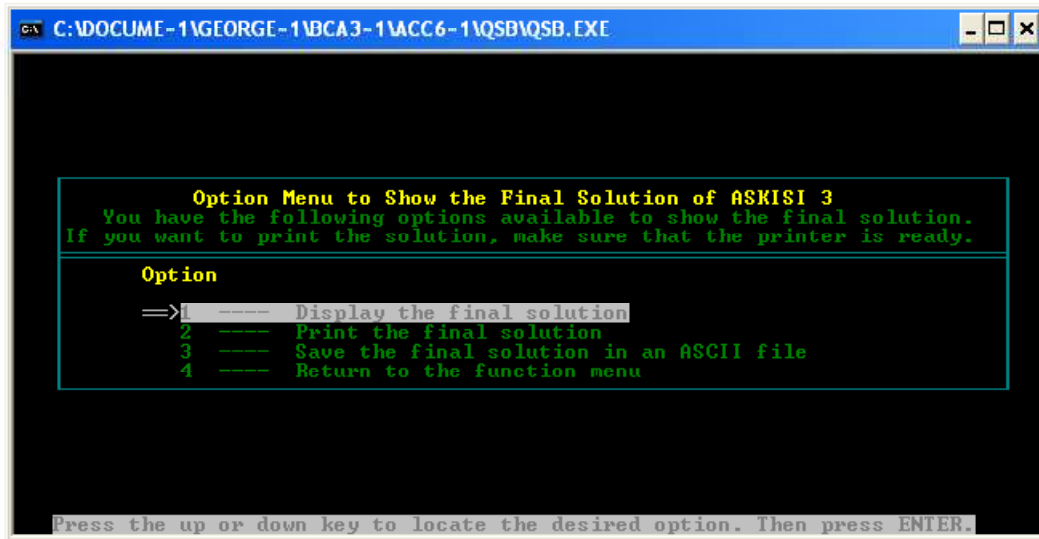 C:\DOCUME~1\GEORGE~1\BCA3~1\ACC6~1\QSB\QSB.EXE
Option Menu to Show the Final Solution of ASKISI 3
You have the following options available to show the final solution.
If you want to print the solution, make sure that the printer is ready.
Option
==>1 ---- Display the final solution
2 ---- Print the final solution
3 ---- Save the final solution in an ASCII file
4 ---- Return to the function menu
Press the up or down key to locate the desired option. Then press ENTER.